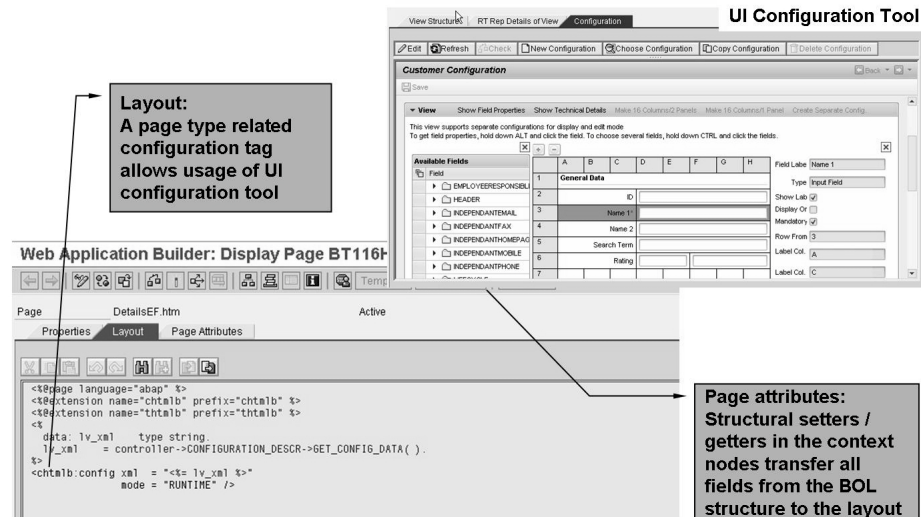 UI Configuration Tool
View Structure RT Rep Details of View Configuration
Edit Refresh Check New Configuration Choose Configuration Copy Configuration Delete Configuration
Customer Configuration Back
Save
View Show Field Properties Show Technical Details Make 16 Columns/2 Panels Make 16 Columns/1 Panel Create Separate Config.
This view supports separate configurations for display and edit mode
To get field properties, hold down ALT and click the field. To choose several fields, hold down CTRL and click the fields.
Available Fields
Field
EMPLOYEERESPONSIBL
HEADER
INDEPENDANTEMAIL
INDEPENDANTFAX
INDEPENDANTHOMEPAG
INDEPENDANTMOBILE
INDEPENDANTPHONE
A B C D E F G H
1 General Data
2 ID
3 Name 1*
4 Name 2
5 Search Term
6 Rating
7
Field Labe Name 1
Type Input Field
Show Lab
Display Or
Mandatory
Row From 3
Label Col. A
Label Col. C
Layout:
A page type related
configuration tag
allows usage of UI
configuration tool
Web Application Builder: Display Page BT116H
Temp
Page DetailsEF.htm Active
Properties Layout Page Attributes
<%@page language="abap" %>
<%@extension name="chtmlb" prefix="chtmlb" %>
<%@extension name="thtmlb" prefix="thtmlb" %>
<%
data: lv_xml type string.
lv_xml = controller->CONFIGURATION_DESCR->GET_CONFIG_DATA( ).
%>
<chtmlb:config xml = "<%= lv_xml %>"
mode = "RUNTIME" />
Page attributes:
Structural setters /
getters in the context
nodes transfer all
fields from the BOL
structure to the layout